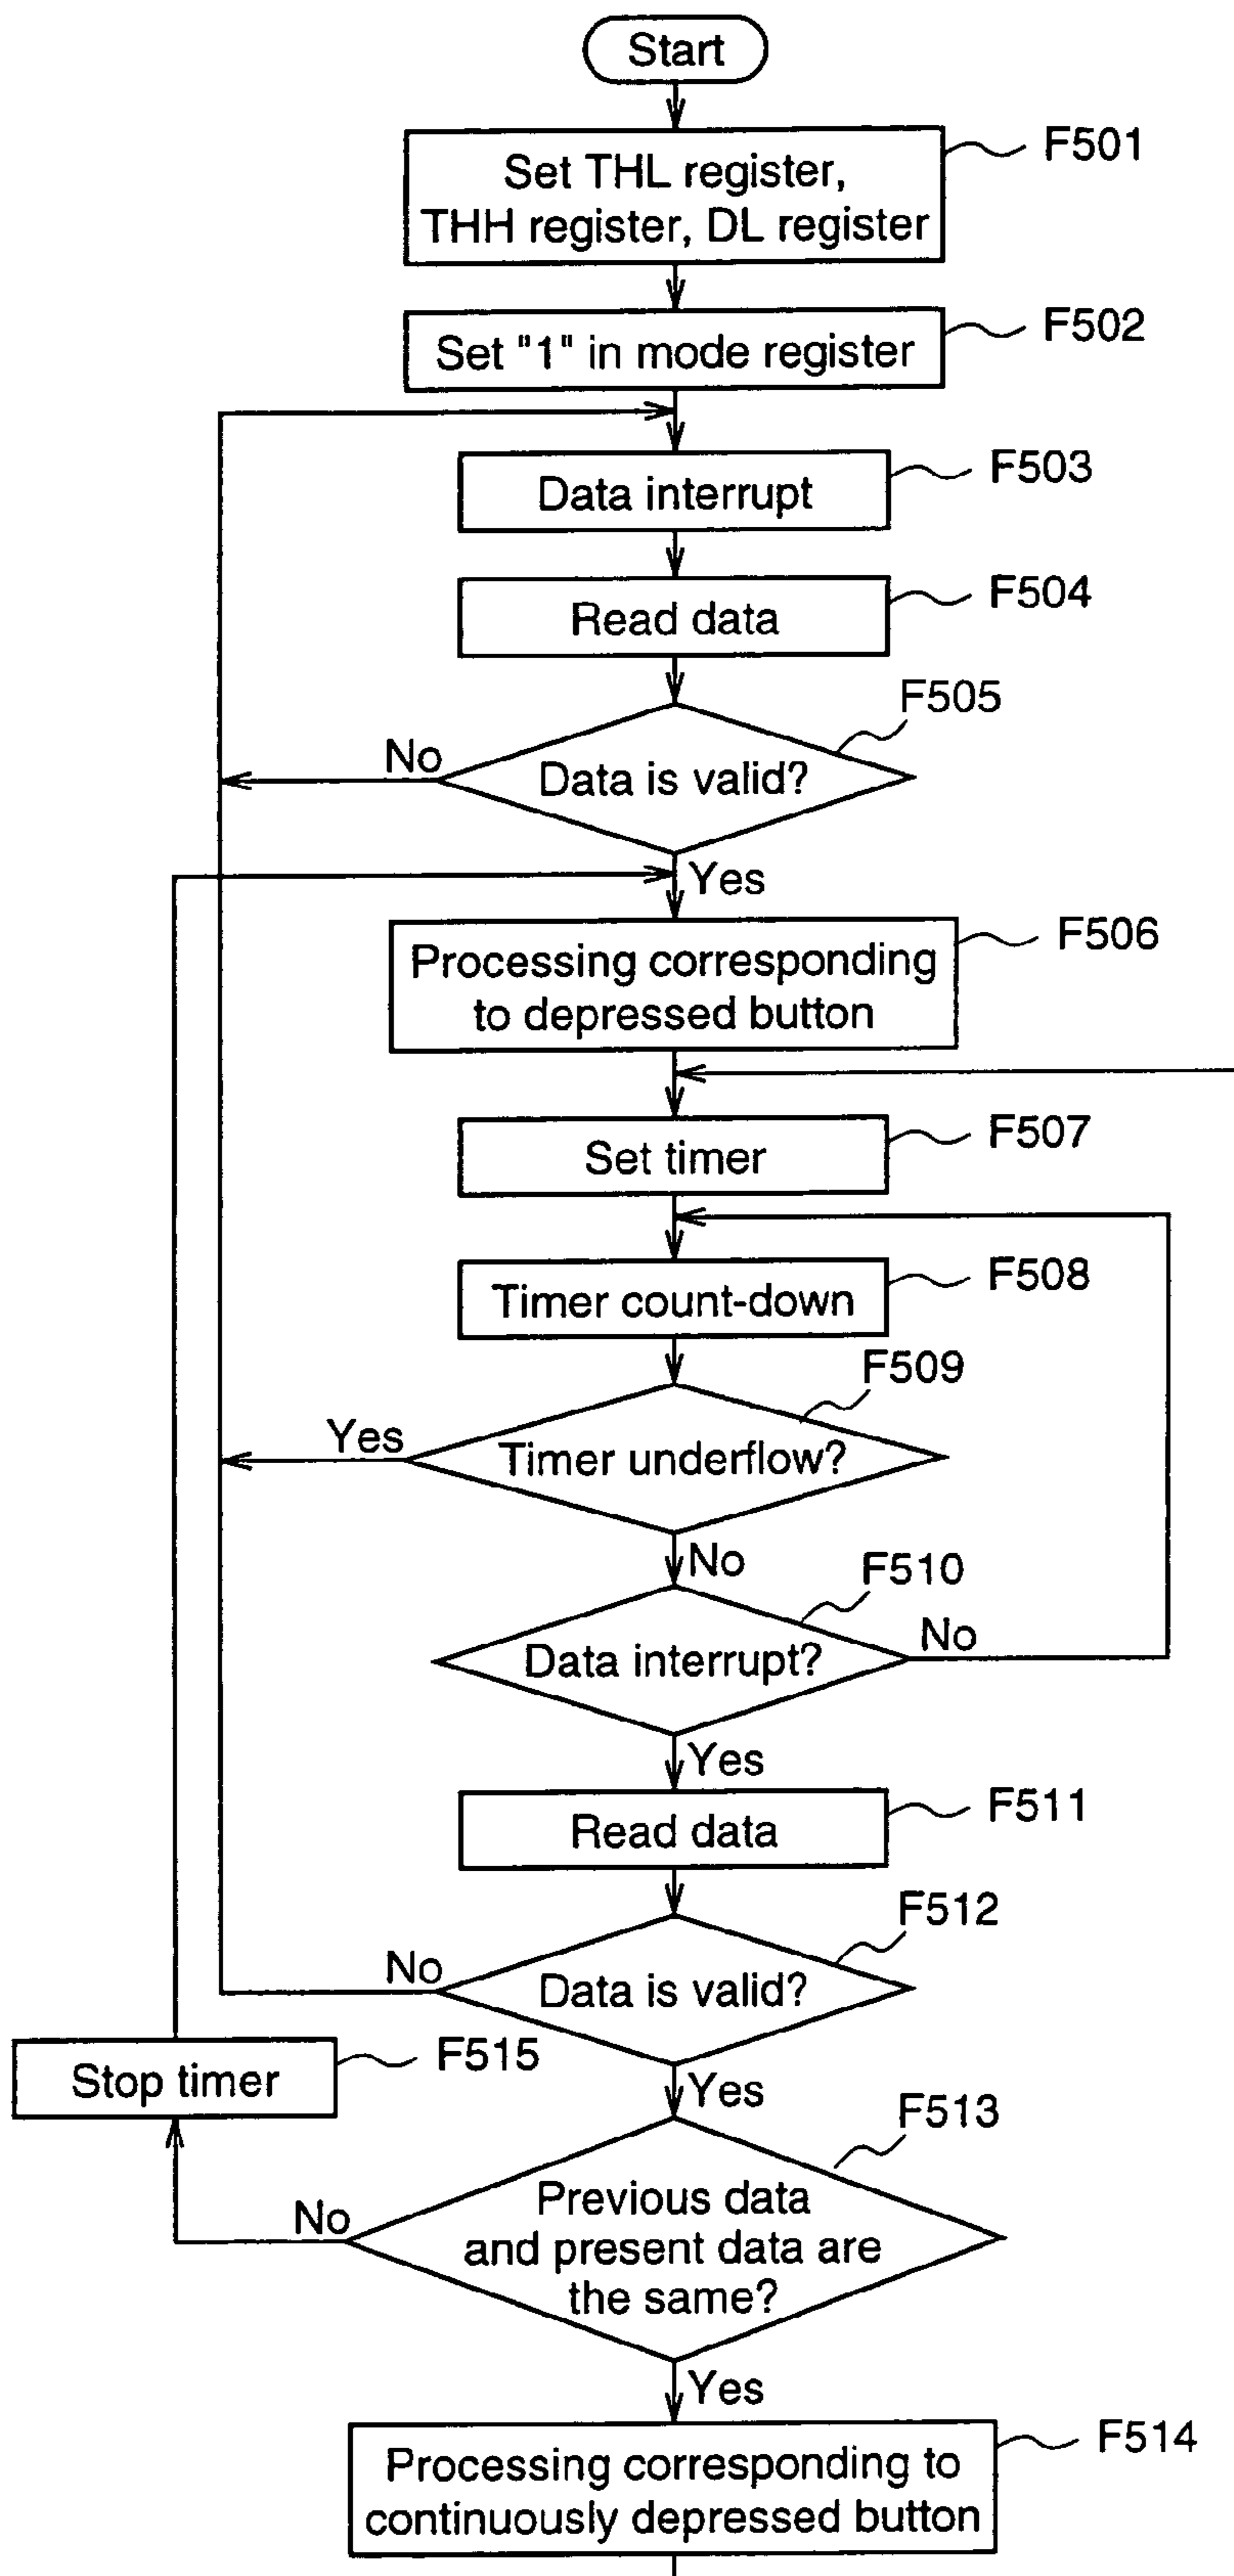 Start
Set THL register,
THH register, DL register
F501
Set "1" in mode register
F502
Data interrupt
F503
Read data
F504
F505
Data is valid?
No
Yes
Processing corresponding
to depressed button
F506
Set timer
F507
Timer count-down
F508
F509
Timer underflow?
Yes
No
F510
Data interrupt?
No
Yes
Read data
F511
F512
Data is valid?
No
Yes
Stop timer
F515
F513
Previous data
and present data are
the same?
No
Yes
Processing corresponding to
continuously depressed button
F514